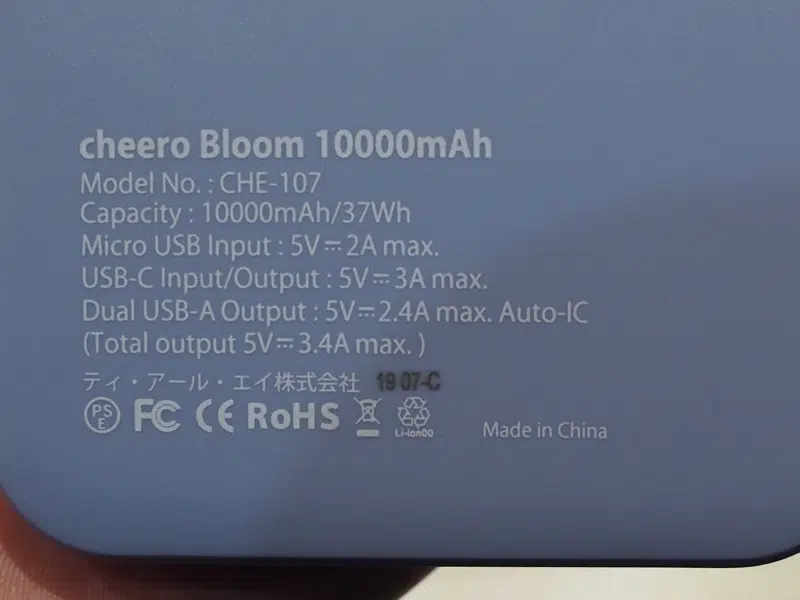 cheero Bloom 10000mAh
Model No. : CHE-107
Capacity : 10000mAh/37Wh
Micro USB Input : 5V⎓2A max.
USB-C Input/Output : 5V⎓3A max.
Dual USB-A Output : 5V⎓2.4A max. Auto-IC
(Total output 5V⎓3.4A max. )
ティ・アール・エイ株式会社 19 07-C
PSE FC CE RoHS Li-ion00 Made in China